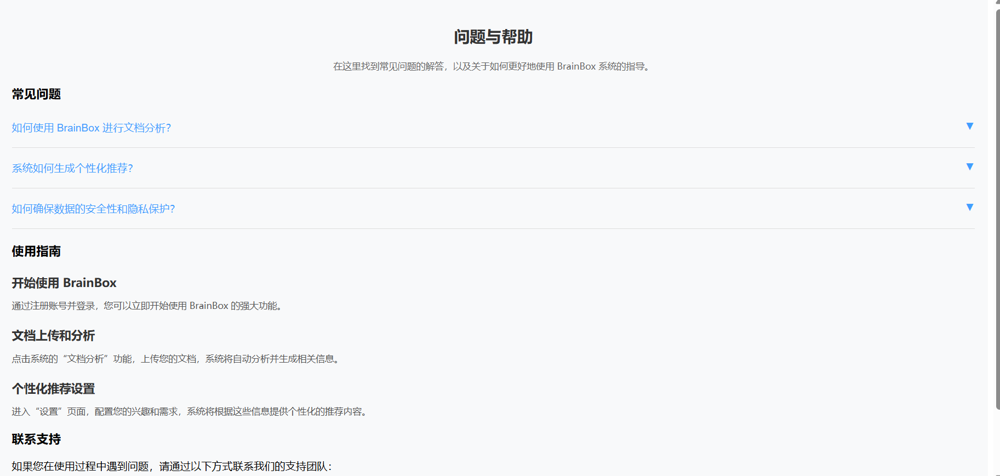 问题与帮助
在这里找到常见问题的解答，以及关于如何更好地使用 BrainBox 系统的指导。
常见问题
如何使用 BrainBox 进行文档分析？
▼
系统如何生成个性化推荐？
▼
如何确保数据的安全性和隐私保护？
▼
使用指南
开始使用 BrainBox
通过注册账号并登录，您可以立即开始使用 BrainBox 的强大功能。
文档上传和分析
点击系统的“文档分析”功能，上传您的文档，系统将自动分析并生成相关信息。
个性化推荐设置
进入“设置”页面，配置您的兴趣和需求，系统将根据这些信息提供个性化的推荐内容。
联系支持
如果您在使用过程中遇到问题，请通过以下方式联系我们的支持团队：